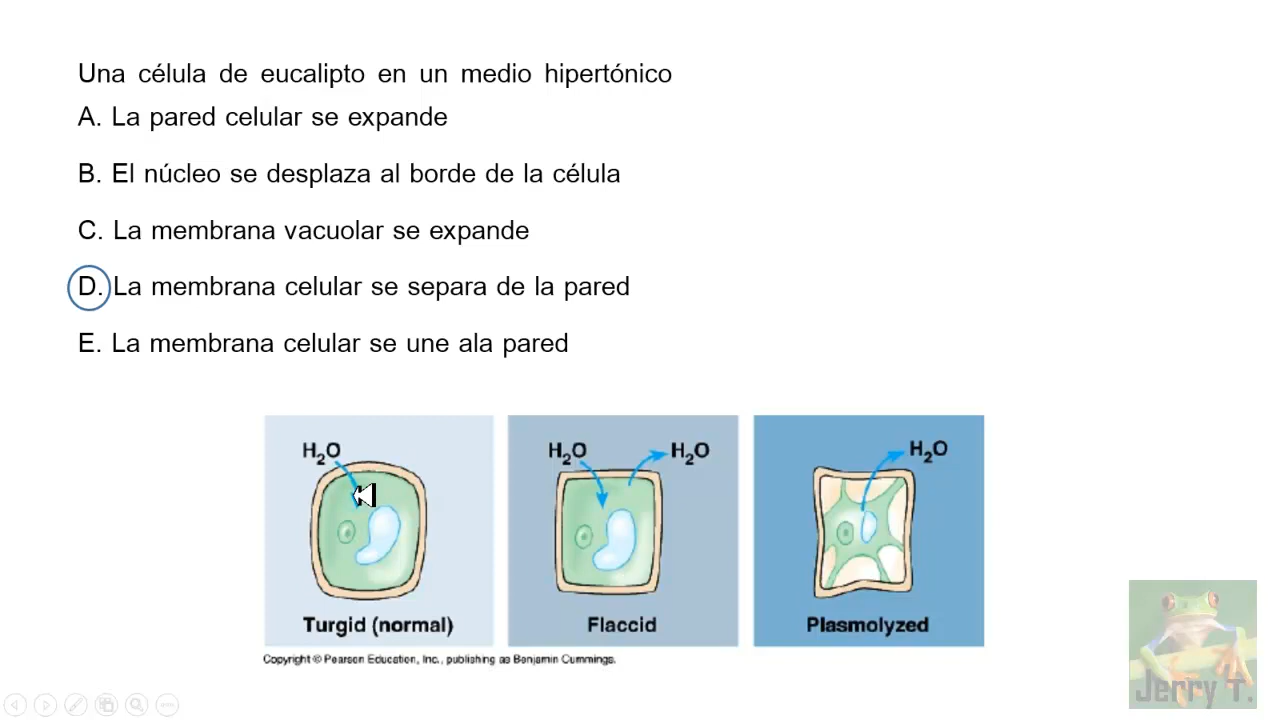 Una célula de eucalipto en un medio hipertónico
A. La pared celular se expande
B. El núcleo se desplaza al borde de la célula
C. La membrana vacuolar se expande
D. La membrana celular se separa de la pared
E. La membrana celular se une ala pared
H₂O
H₂O H₂O
H₂O
Turgid (normal)
Flaccid
Plasmolyzed
Copyright © Pearson Education, Inc., publishing as Benjamin Cummings.
Jerry T.